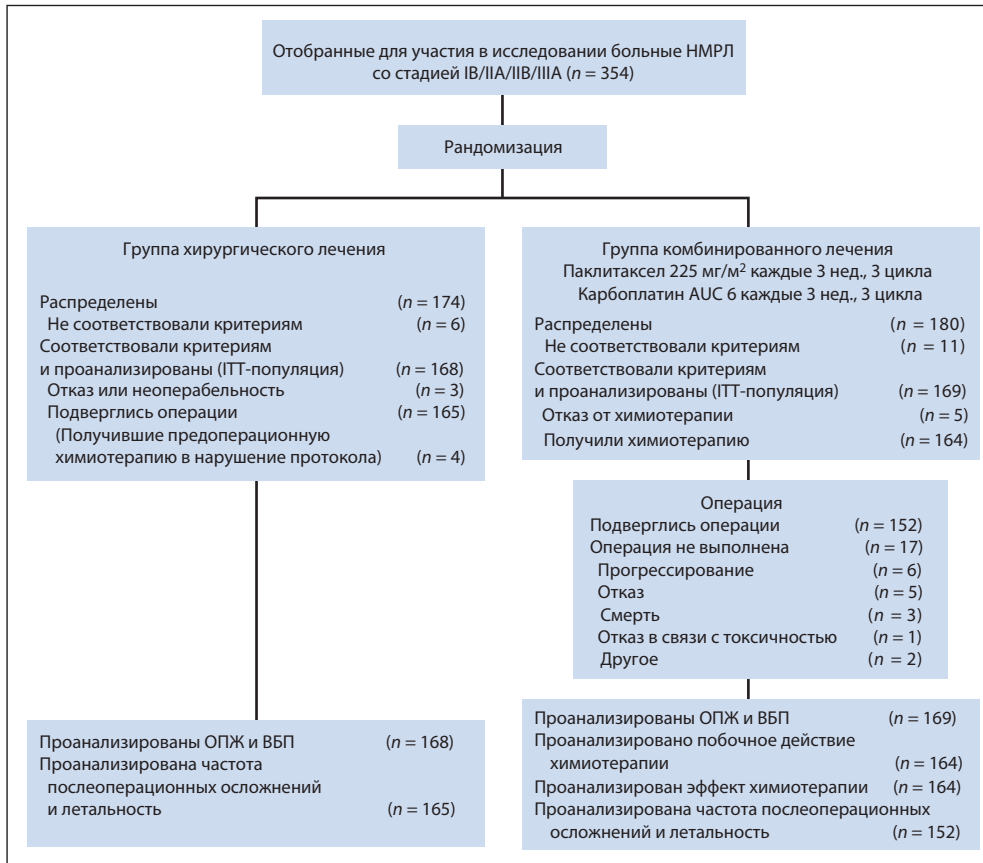 Отобранные для участия в исследовании больные НМРЛ
со стадией IB/IIA/IIB/IIIA (n = 354)
Рандомизация
Группа хирургического лечения
Распределены (n = 174)
Не соответствовали критериям (n = 6)
Соответствовали критериям
и проанализированы (ITT-популяция) (n = 168)
Отказ или неоперабельность (n = 3)
Подверглись операции (n = 165)
(Получившие предоперационную
химиотерапию в нарушение протокола) (n = 4)
Группа комбинированного лечения
Паклитаксел 225 мг/м² каждые 3 нед., 3 цикла
Карбоплатин AUC 6 каждые 3 нед., 3 цикла
Распределены (n = 180)
Не соответствовали критериям (n = 11)
Соответствовали критериям
и проанализированы (ITT-популяция) (n = 169)
Отказ от химиотерапии (n = 5)
Получили химиотерапию (n = 164)
Операция
Подверглись операции (n = 152)
Операция не выполнена (n = 17)
Прогрессирование (n = 6)
Отказ (n = 5)
Смерть (n = 3)
Отказ в связи с токсичностью (n = 1)
Другое (n = 2)
Проанализированы ОПЖ и ВБП (n = 168)
Проанализирована частота
послеоперационных осложнений
и летальность (n = 165)
Проанализированы ОПЖ и ВБП (n = 169)
Проанализировано побочное действие
химиотерапии (n = 164)
Проанализирован эффект химиотерапии (n = 164)
Проанализирована частота послеоперационных
осложнений и летальность (n = 152)